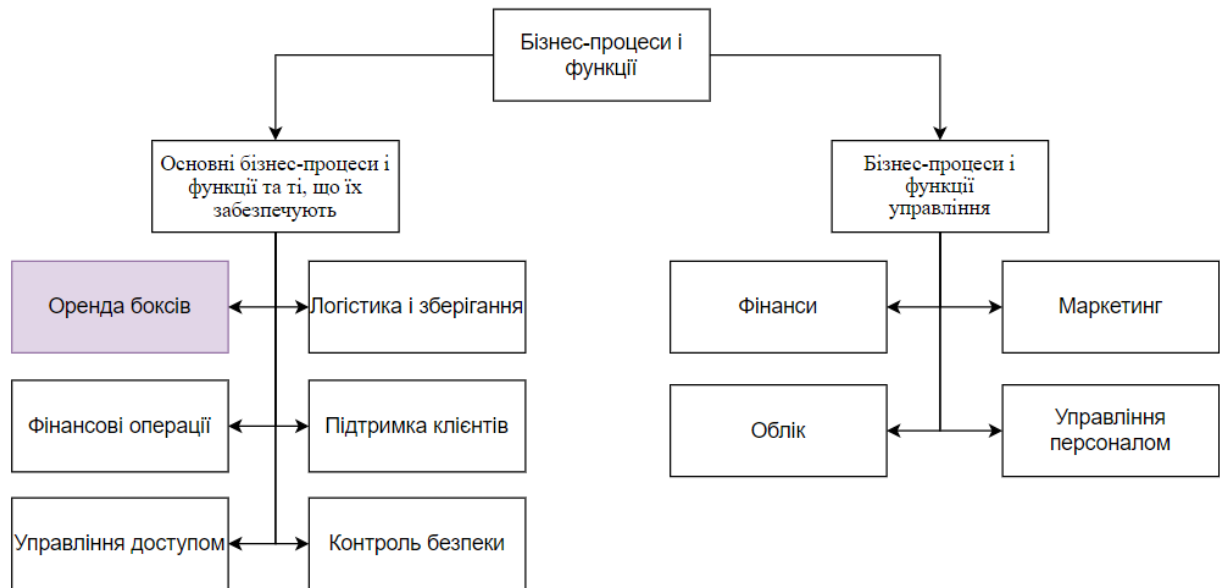 Бізнес-процеси і
функції
Основні бізнес-процеси і
функції та ті, що їх
забезпечують
Бізнес-процеси і
функції
управління
Оренда боксів
Логістика і зберігання
Фінанси
Маркетинг
Фінансові операції
Підтримка клієнтів
Облік
Управління
персоналом
Управління доступом
Контроль безпеки